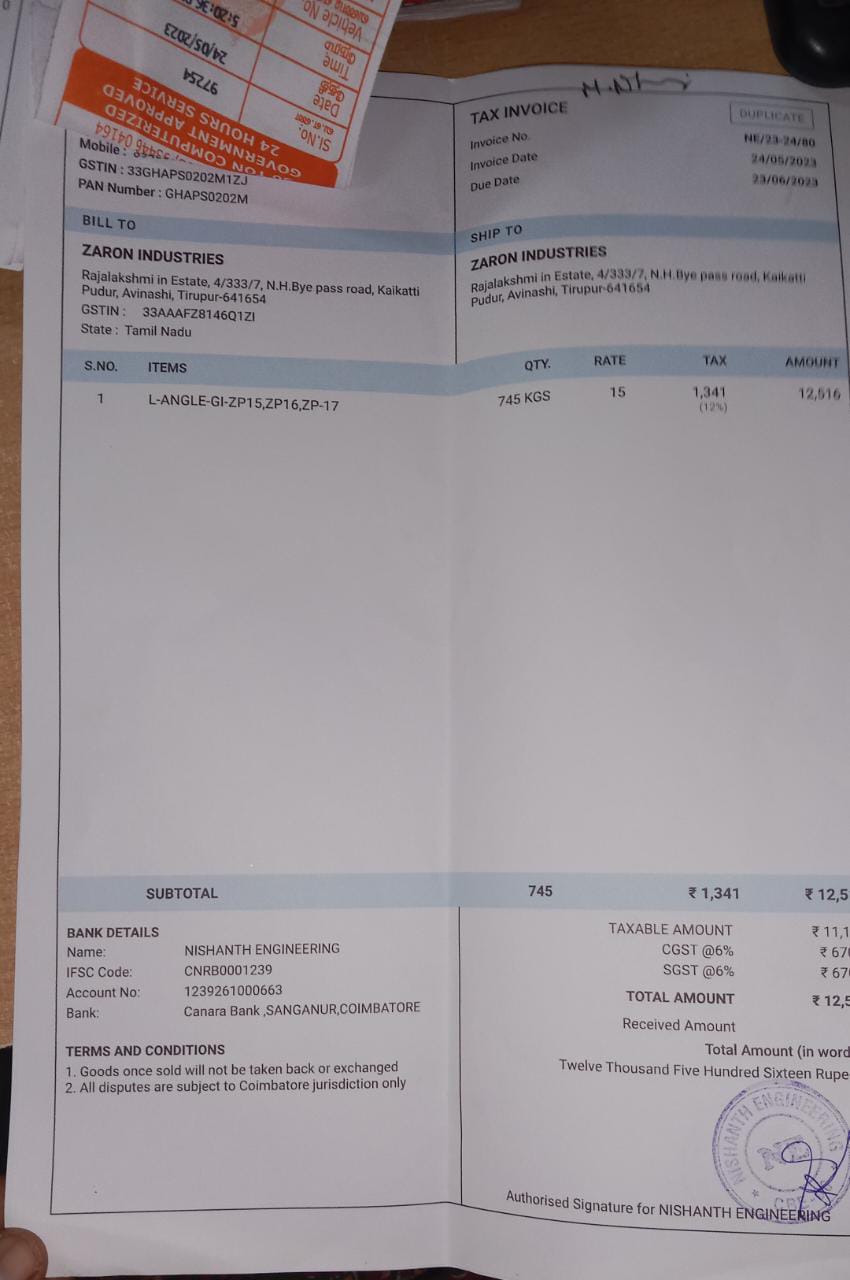 Sl.No.
97254
Date
24/05/2023
Time
Vehicle No
GOVERNMENT APPROVED
24 HOURS SERVICE
Mobile :
GSTIN : 33GHAPS0202M1ZJ
PAN Number : GHAPS0202M
TAX INVOICE
DUPLICATE
Invoice No. NE/23-24/80
Invoice Date 24/05/2023
Due Date 23/06/2023
BILL TO
ZARON INDUSTRIES
Rajalakshmi in Estate, 4/333/7, N.H.Bye pass road, Kaikatti
Pudur, Avinashi, Tirupur-641654
GSTIN : 33AAAFZ8146Q1ZI
State : Tamil Nadu
SHIP TO
ZARON INDUSTRIES
Rajalakshmi in Estate, 4/333/7, N.H.Bye pass road, Kaikatti
Pudur, Avinashi, Tirupur-641654
S.NO. ITEMS QTY. RATE TAX AMOUNT
1 L-ANGLE-GI-ZP15,ZP16,ZP-17 745 KGS 15 1,341 12,516
(12%)
SUBTOTAL 745 ₹ 1,341 ₹ 12,5
BANK DETAILS
Name: NISHANTH ENGINEERING
IFSC Code: CNRB0001239
Account No: 1239261000663
Bank: Canara Bank ,SANGANUR,COIMBATORE
TERMS AND CONDITIONS
1. Goods once sold will not be taken back or exchanged
2. All disputes are subject to Coimbatore jurisdiction only
TAXABLE AMOUNT ₹ 11,1
CGST @6% ₹ 670
SGST @6% ₹ 670
TOTAL AMOUNT ₹ 12,5
Received Amount
Total Amount (in word
Twelve Thousand Five Hundred Sixteen Rupe
NISHANTH ENGINEERING
CBE
Authorised Signature for NISHANTH ENGINEERING